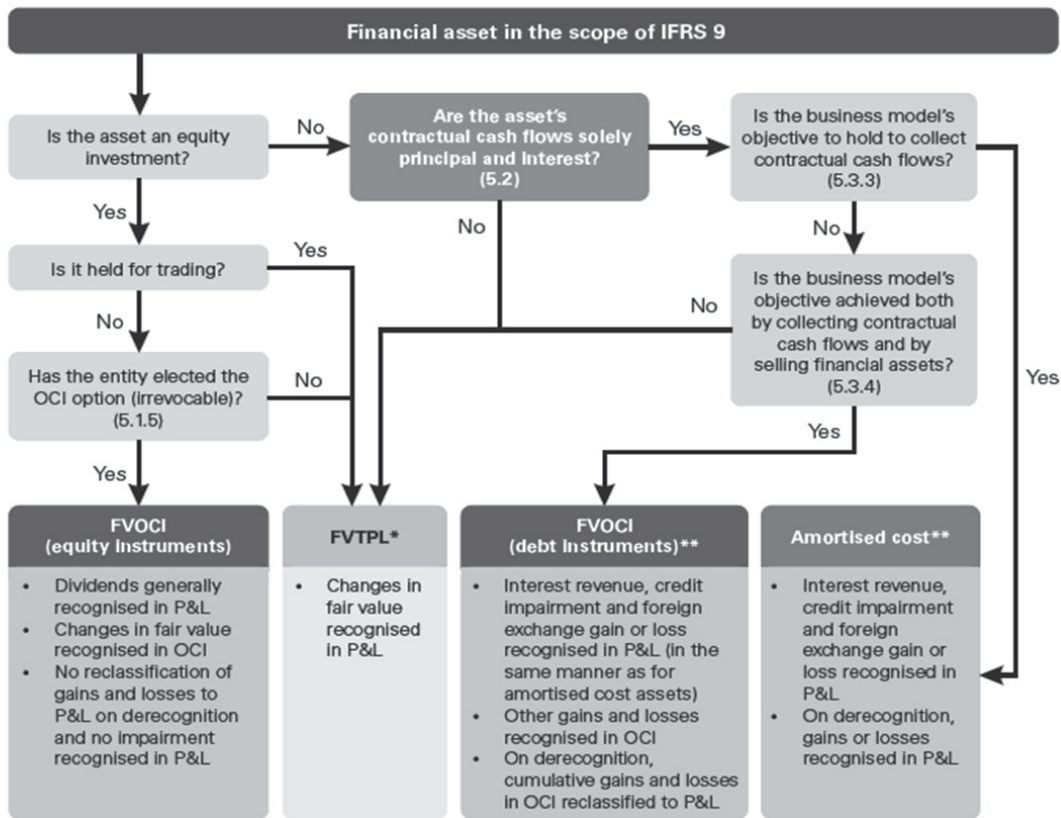 Financial asset in the scope of IFRS 9
Is the asset an equity
investment?
No
Are the asset's
contractual cash flows solely
principal and interest?
(5.2)
Yes
Is the business model's
objective to hold to collect
contractual cash flows?
(5.3.3)
Yes
No
No
Is it held for trading?
Yes
Is the business model's
objective achieved both
by collecting contractual
cash flows and by
selling financial assets?
(5.3.4)
No
No
Has the entity elected the
OCI option (irrevocable)?
(5.1.5)
No
Yes
Yes
Yes
FVOCI
(equity instruments)
• Dividends generally
recognised in P&L
• Changes in fair value
recognised in OCI
• No reclassification of
gains and losses to
P&L on derecognition
and no impairment
recognised in P&L
FVTPL*
• Changes in
fair value
recognised
in P&L
FVOCI
(debt instruments)**
• Interest revenue, credit
impairment and foreign
exchange gain or loss
recognised in P&L (in the
same manner as for
amortised cost assets)
• Other gains and losses
recognised in OCI
• On derecognition,
cumulative gains and losses
in OCI reclassified to P&L
Amortised cost**
• Interest revenue,
credit impairment
and foreign
exchange gain or
loss recognised in
P&L
• On derecognition,
gains or losses
recognised in P&L